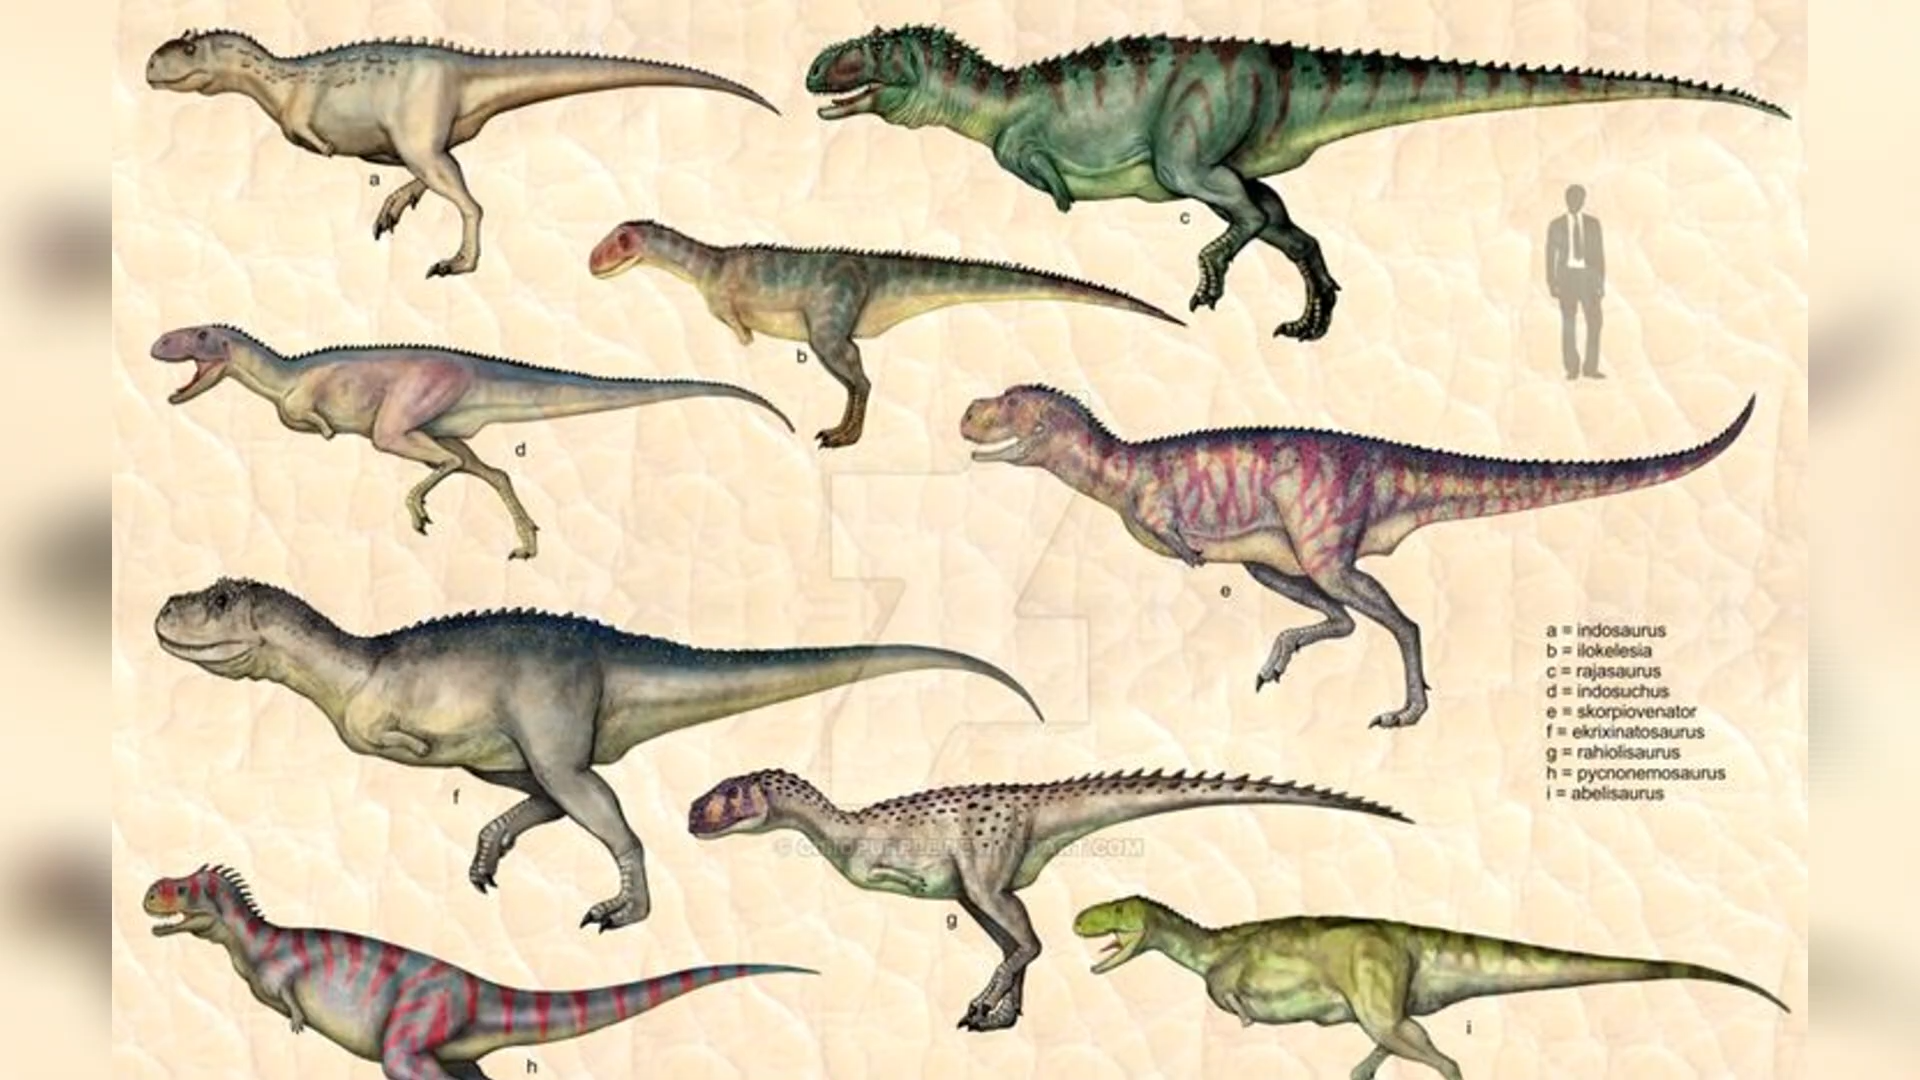 a
c
b
d
e
a = indosaurus
b = ilokelesia
c = rajasaurus
d = indosuchus
e = skorpiovenator
f = ekrixinatosaurus
g = rahiolisaurus
h = pycnonemosaurus
i = abelisaurus
f
g
i
h